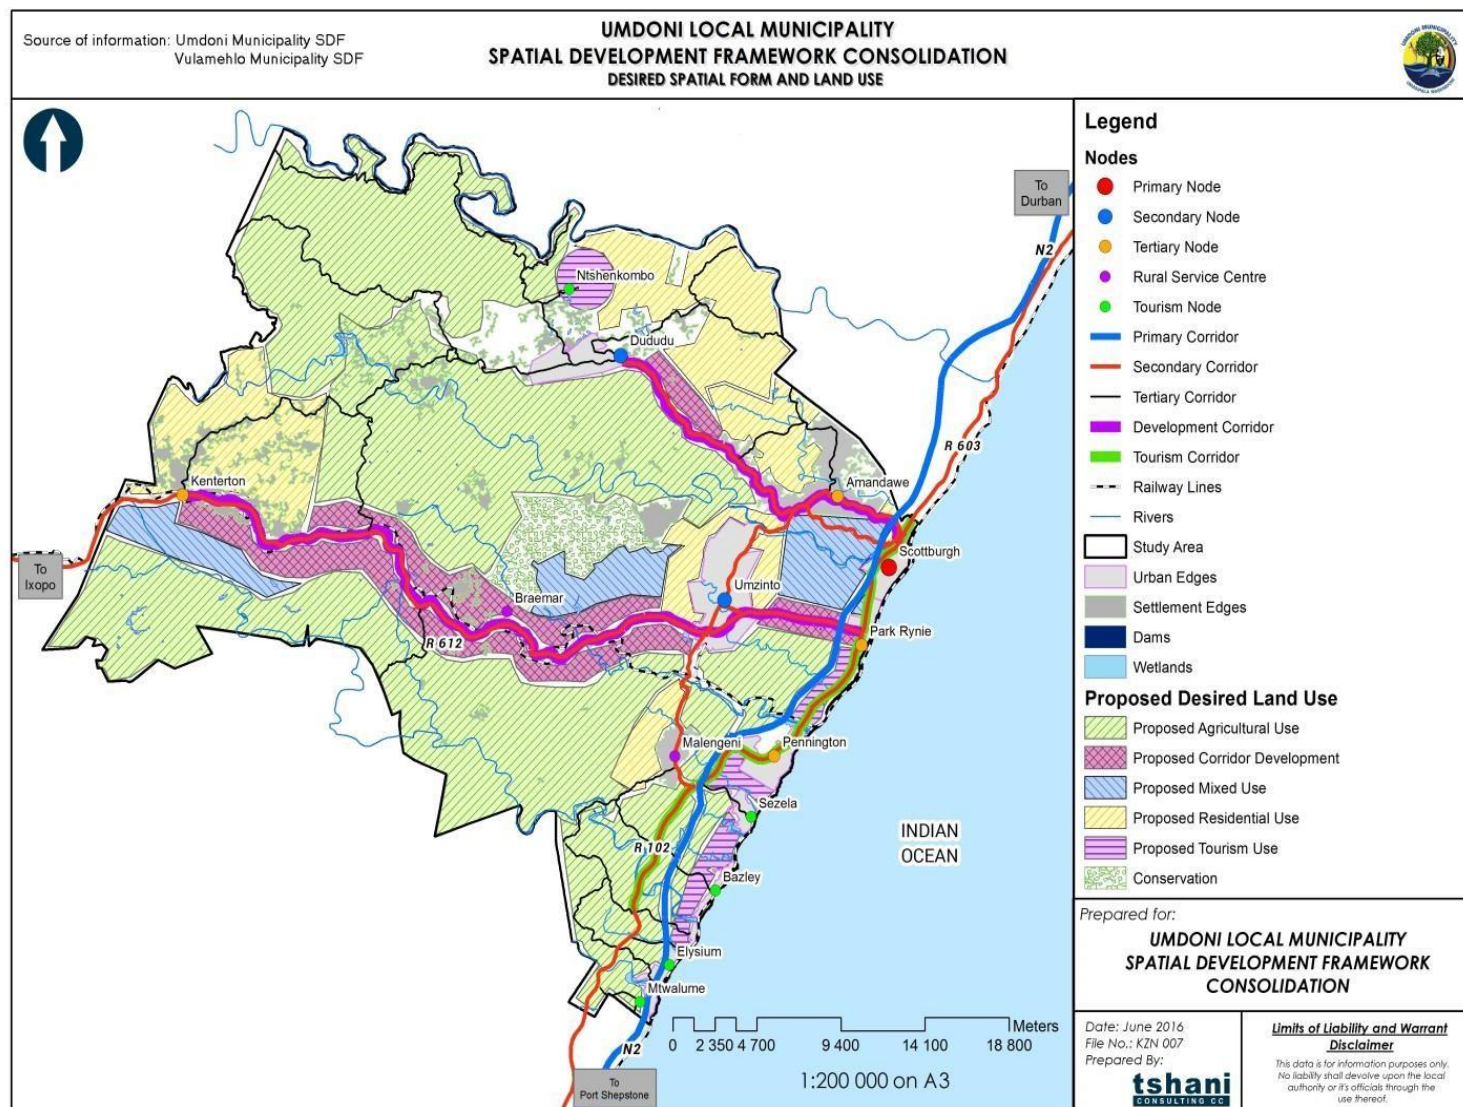 Source of information: Umdoni Municipality SDF
Vulamehlo Municipality SDF
UMDONI LOCAL MUNICIPALITY
SPATIAL DEVELOPMENT FRAMEWORK CONSOLIDATION
DESIRED SPATIAL FORM AND LAND USE
UMDONI MUNICIPALITY
To
Durban
N2
R 603
Ntshenkombo
Dududu
Kenterton
Amandawe
Scottburgh
To
Ixopo
Braemar
Umzinto
R 612
Park Rynie
Malengeni
Pennington
Sezela
R 102
Bazley
INDIAN
OCEAN
Elysium
Mtwalume
N2
To
Port Shepstone
Meters
0 2 350 4 700 9 400 14 100 18 800
1:200 000 on A3
Legend
Nodes
Primary Node
Secondary Node
Tertiary Node
Rural Service Centre
Tourism Node
Primary Corridor
Secondary Corridor
Tertiary Corridor
Development Corridor
Tourism Corridor
Railway Lines
Rivers
Study Area
Urban Edges
Settlement Edges
Dams
Wetlands
Proposed Desired Land Use
Proposed Agricultural Use
Proposed Corridor Development
Proposed Mixed Use
Proposed Residential Use
Proposed Tourism Use
Conservation
Prepared for:
UMDONI LOCAL MUNICIPALITY
SPATIAL DEVELOPMENT FRAMEWORK
CONSOLIDATION
Date: June 2016
File No.: KZN 007
Prepared By:
tshani
CONSULTING CC
Limits of Liability and Warrant
Disclaimer
This data is for information purposes only.
No liability shall devolve upon the local
authority or it's officials through the
use thereof.